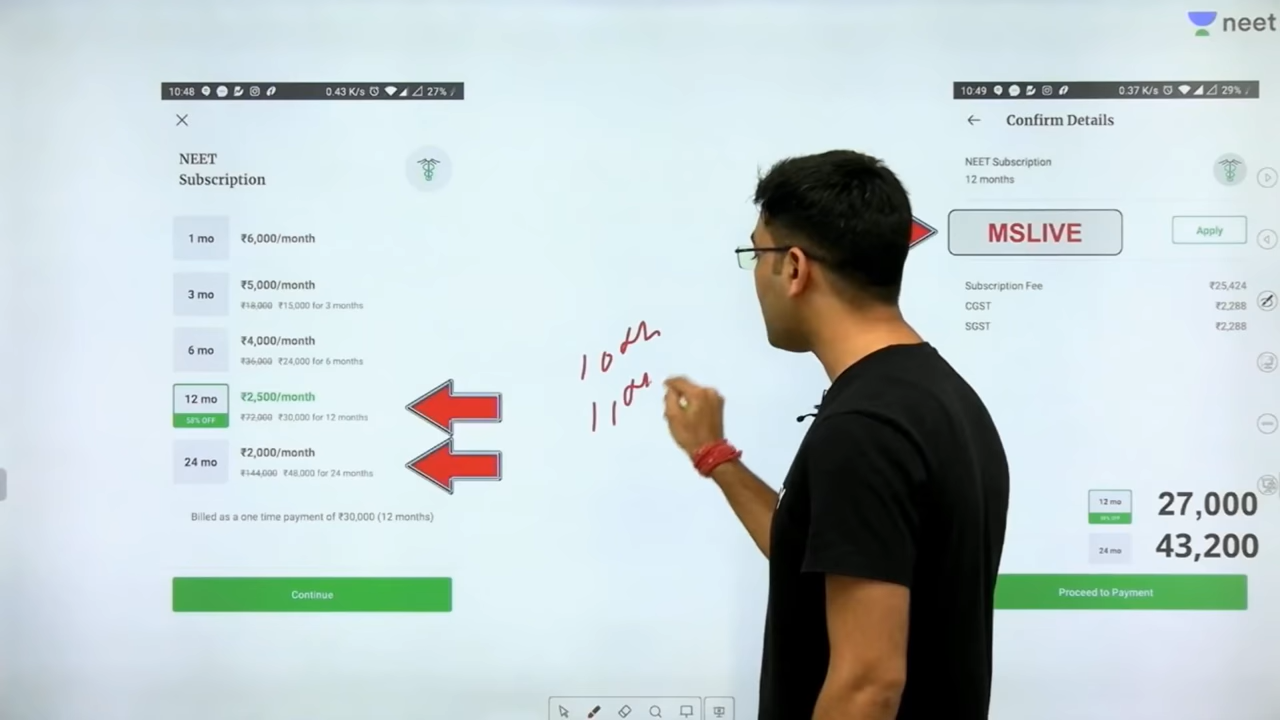 neet
10:48 0.43 K/s 27%
NEET
Subscription
1 mo ₹6,000/month
3 mo ₹5,000/month
₹18,000 ₹15,000 for 3 months
6 mo ₹4,000/month
₹36,000 ₹24,000 for 6 months
12 mo ₹2,500/month
58% OFF ₹72,000 ₹30,000 for 12 months
24 mo ₹2,000/month
₹144,000 ₹48,000 for 24 months
Billed as a one time payment of ₹30,000 (12 months)
Continue
10th
11th
10:49 0.37 K/s 29%
Confirm Details
NEET Subscription
12 months
MSLIVE Apply
Subscription Fee ₹25,424
CGST ₹2,288
SGST ₹2,288
12 mo 27,000
58% OFF
24 mo 43,200
Proceed to Payment